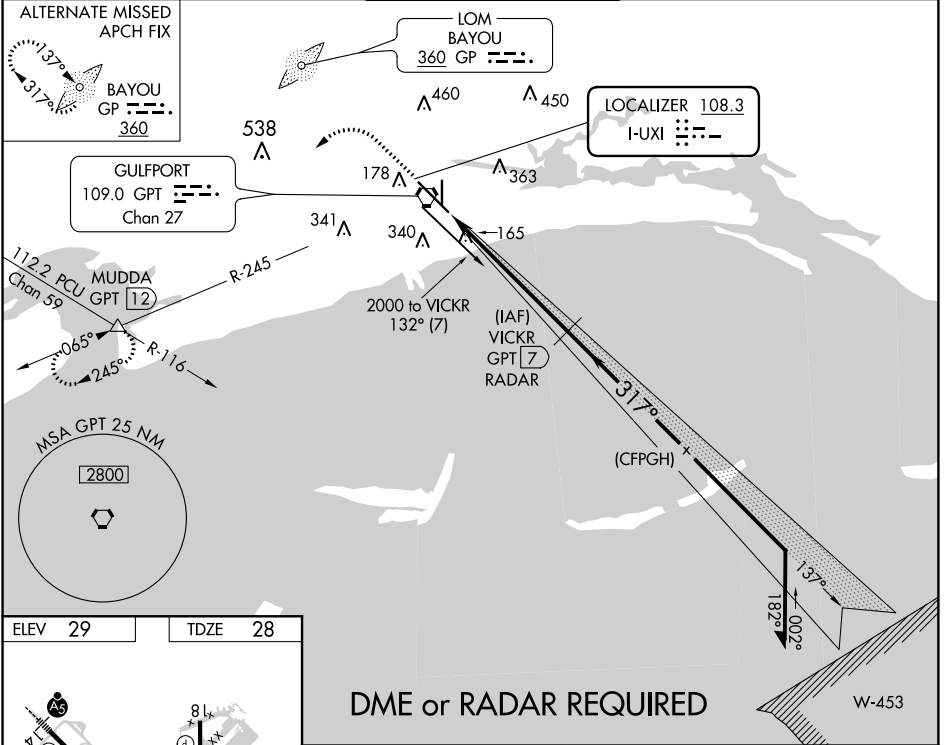 ALTERNATE MISSED
APCH FIX
137°
317°
BAYOU
GP
360
LOM
BAYOU
360 GP
460
450
LOCALIZER 108.3
I-UXI
538
GULFPORT
109.0 GPT
Chan 27
178
363
341
340
165
112.2 PCU
Chan 59
MUDDA
GPT 12
R-245
065°
245°
R-116
2000 to VICKR
132° (7)
(IAF)
VICKR
GPT 7
RADAR
317°
(CFPGH)
MSA GPT 25 NM
2800
137°
182°
002°
ELEV 29
TDZE 28
A5
18
DME or RADAR REQUIRED
W-453